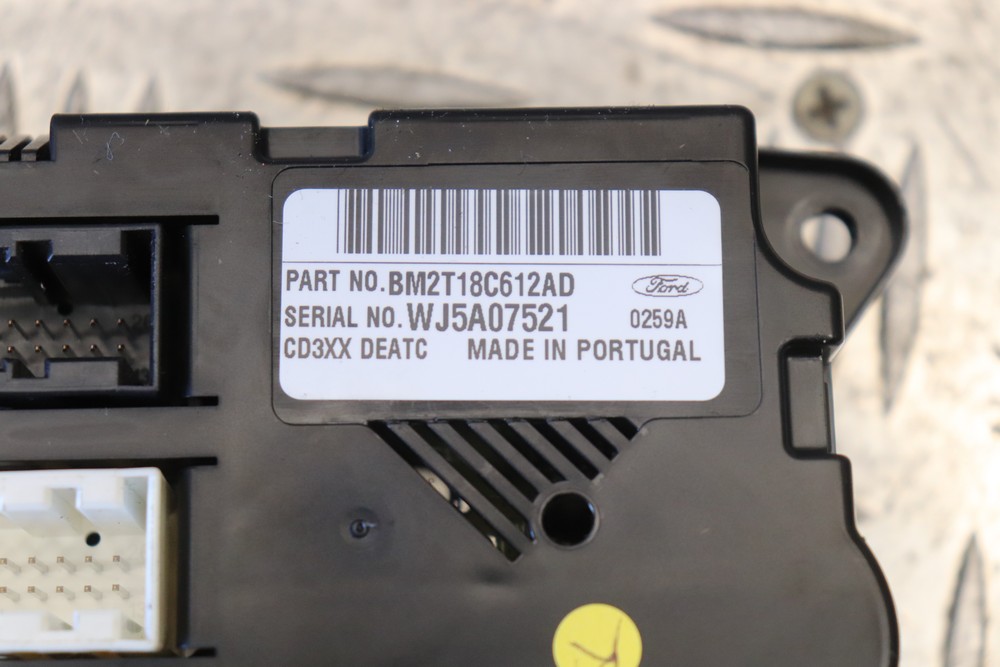 PART NO. BM2T18C612AD Ford
SERIAL NO. WJ5A07521 0259A
CD3XX DEATC MADE IN PORTUGAL